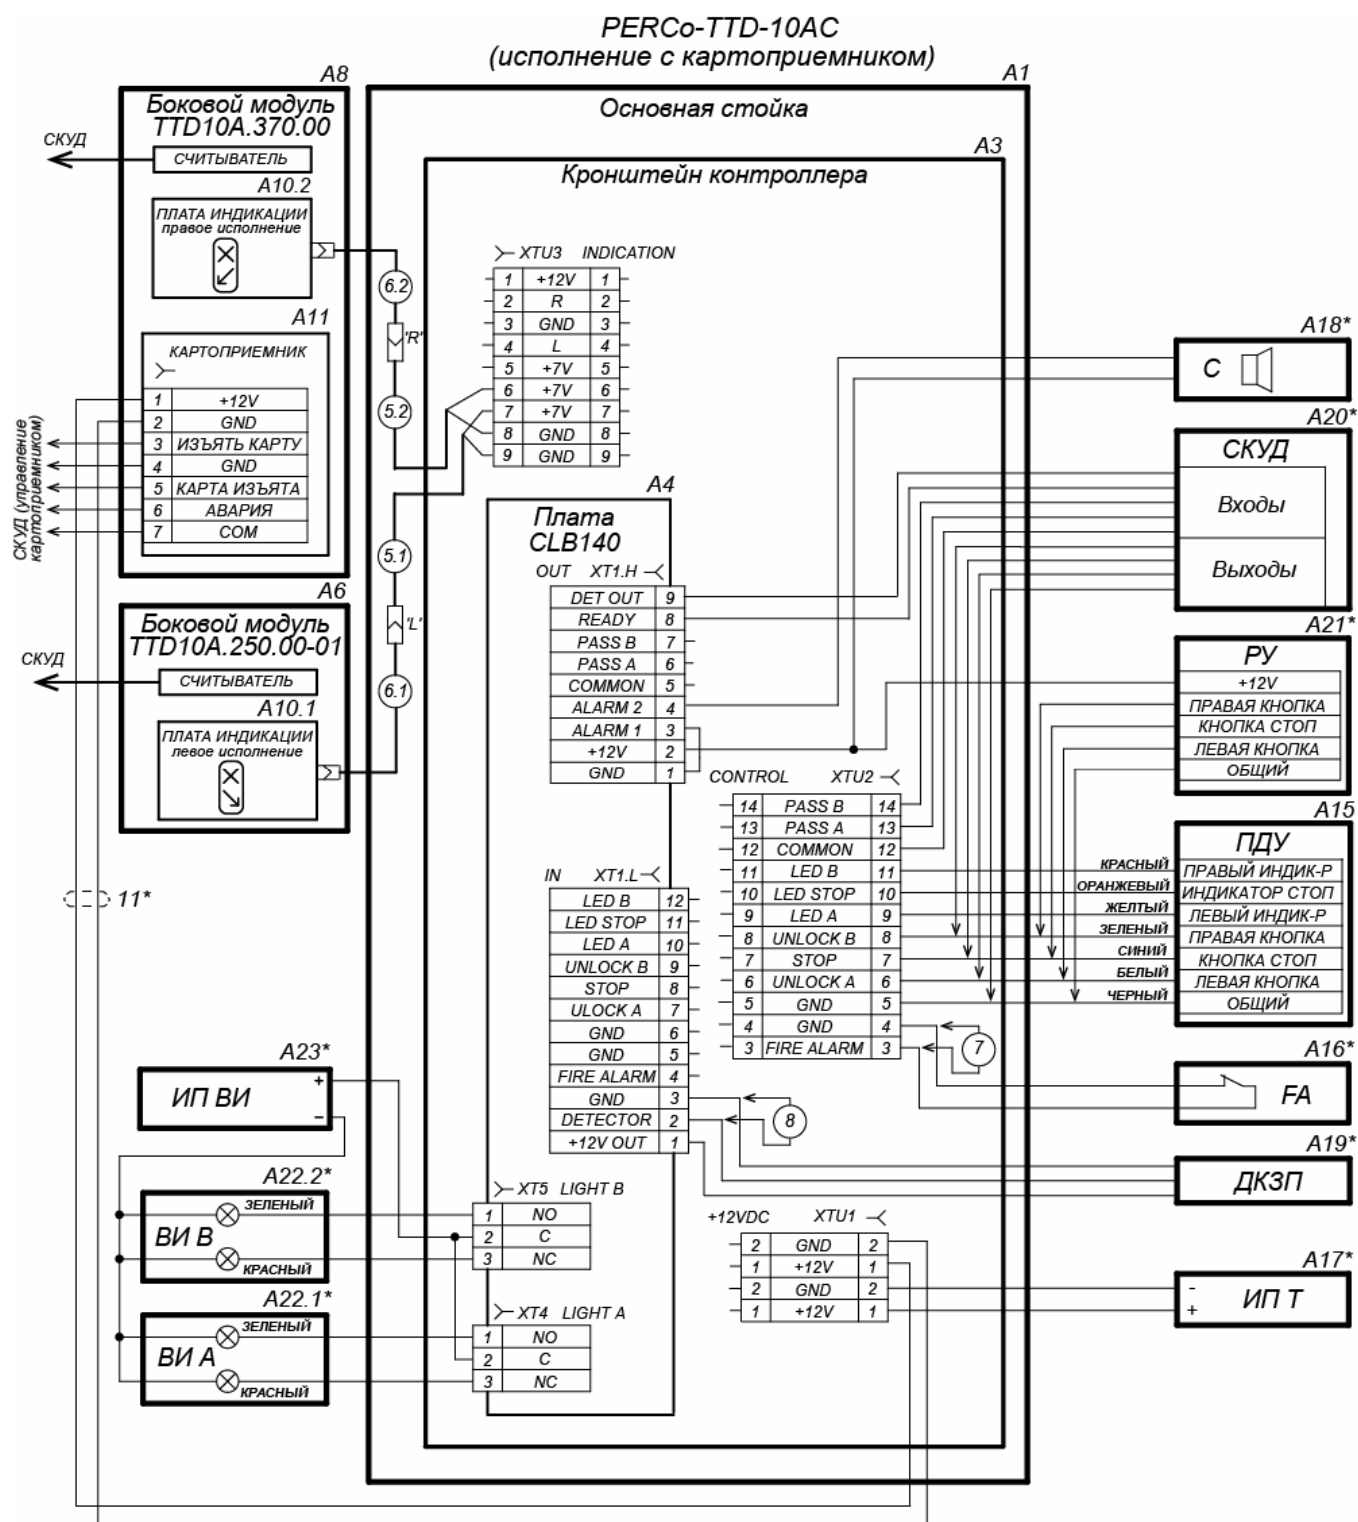 PERCo-TTD-10AC
(исполнение с картоприемником)
A8
Боковой модуль
TTD10A.370.00
СКУД
СЧИТЫВАТЕЛЬ
A10.2
ПЛАТА ИНДИКАЦИИ
правое исполнение
A11
КАРТОПРИЕМНИК
1 +12V
2 GND
3 ИЗЪЯТЬ КАРТУ
4 GND
5 КАРТА ИЗЪЯТА
6 АВАРИЯ
7 COM
СКУД (управление
картоприемником)
A6
Боковой модуль
TTD10A.250.00-01
СКУД
СЧИТЫВАТЕЛЬ
A10.1
ПЛАТА ИНДИКАЦИИ
левое исполнение
6.2
'R'
5.2
5.1
'L'
6.1
11*
A23*
ИП ВИ
+
−
A22.2*
ВИ В
ЗЕЛЕНЫЙ
КРАСНЫЙ
A22.1*
ВИ А
ЗЕЛЕНЫЙ
КРАСНЫЙ
A1
Основная стойка
A3
Кронштейн контроллера
XTU3 INDICATION
1 +12V 1
2 R 2
3 GND 3
4 L 4
5 +7V 5
6 +7V 6
7 +7V 7
8 GND 8
9 GND 9
A4
Плата
CLB140
OUT XT1.H
DET OUT 9
READY 8
PASS B 7
PASS A 6
COMMON 5
ALARM 2 4
ALARM 1 3
+12V 2
GND 1
IN XT1.L
LED B 12
LED STOP 11
LED A 10
UNLOCK B 9
STOP 8
ULOCK A 7
GND 6
GND 5
FIRE ALARM 4
GND 3
DETECTOR 2
+12V OUT 1
8
XT5 LIGHT B
1 NO
2 C
3 NC
XT4 LIGHT A
1 NO
2 C
3 NC
CONTROL XTU2
14 PASS B 14
13 PASS A 13
12 COMMON 12
11 LED B 11
10 LED STOP 10
9 LED A 9
8 UNLOCK B 8
7 STOP 7
6 UNLOCK A 6
5 GND 5
4 GND 4
3 FIRE ALARM 3
7
+12VDC XTU1
2 GND 2
1 +12V 1
2 GND 2
1 +12V 1
A18*
C
A20*
СКУД
Входы
Выходы
A21*
РУ
+12V
ПРАВАЯ КНОПКА
КНОПКА СТОП
ЛЕВАЯ КНОПКА
ОБЩИЙ
A15
ПДУ
КРАСНЫЙ ПРАВЫЙ ИНДИК-Р
ОРАНЖЕВЫЙ ИНДИКАТОР СТОП
ЖЕЛТЫЙ ЛЕВЫЙ ИНДИК-Р
ЗЕЛЕНЫЙ ПРАВАЯ КНОПКА
СИНИЙ КНОПКА СТОП
БЕЛЫЙ ЛЕВАЯ КНОПКА
ЧЕРНЫЙ ОБЩИЙ
A16*
FA
A19*
ДКЗП
A17*
-
+
ИП Т